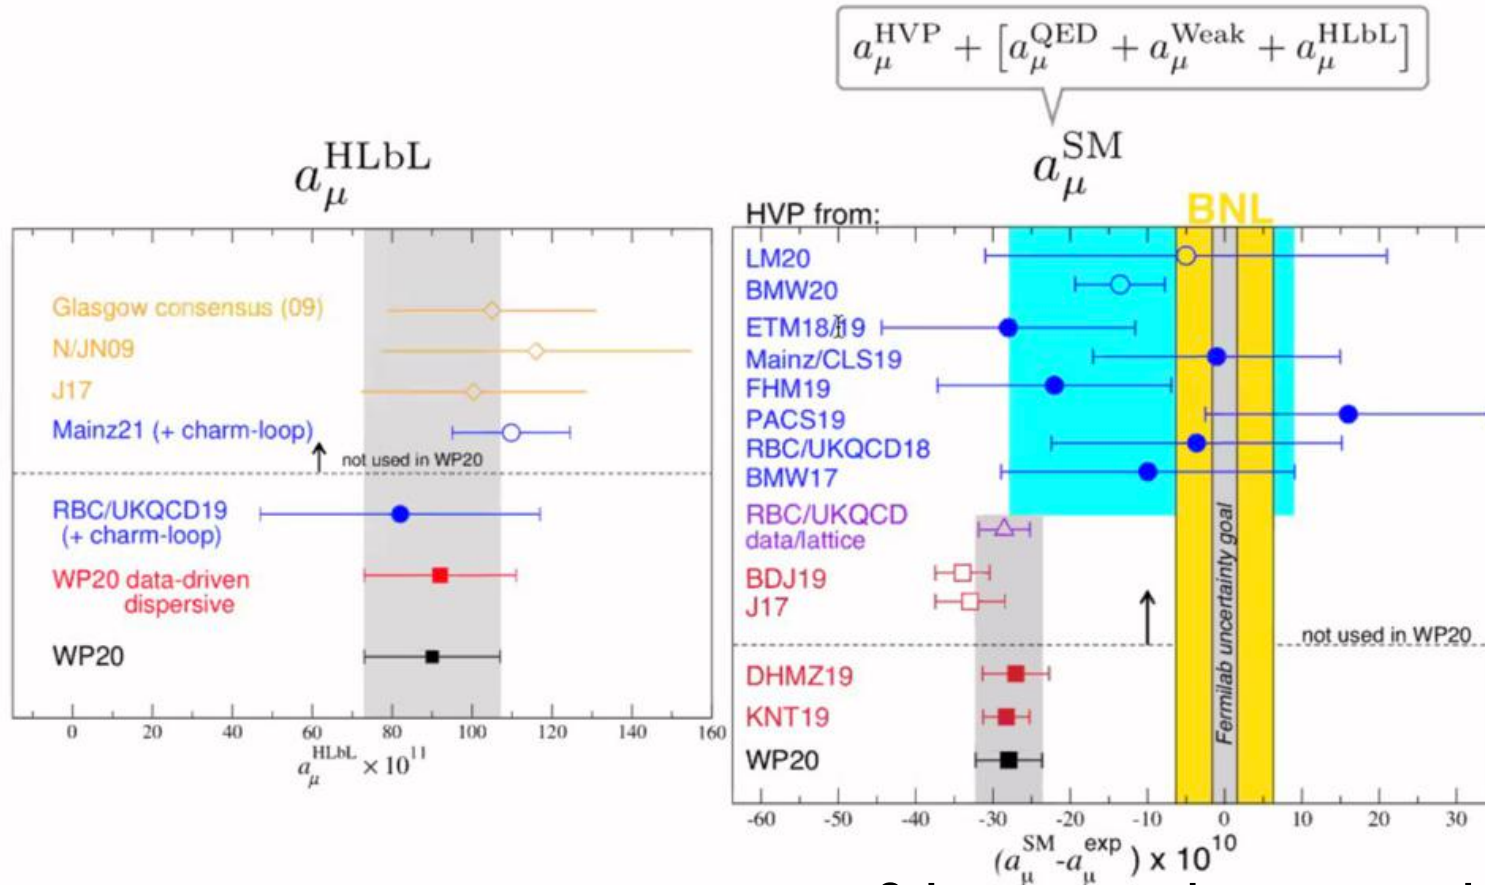 a_μ^HVP + [a_μ^QED + a_μ^Weak + a_μ^HLbL]
a_μ^HLbL
a_μ^SM
Glasgow consensus (09)
N/JN09
J17
Mainz21 (+ charm-loop)
not used in WP20
RBC/UKQCD19
(+ charm-loop)
WP20 data-driven
dispersive
WP20
0 20 40 60 80 100 120 140 160
a_μ^HLbL × 10^11
HVP from:
BNL
LM20
BMW20
ETM18/19
Mainz/CLS19
FHM19
PACS19
RBC/UKQCD18
BMW17
RBC/UKQCD
data/lattice
BDJ19
J17
Fermilab uncertainty goal
not used in WP20
DHMZ19
KNT19
WP20
-60 -50 -40 -30 -20 -10 0 10 20 30
(a_μ^SM - a_μ^exp) x 10^10